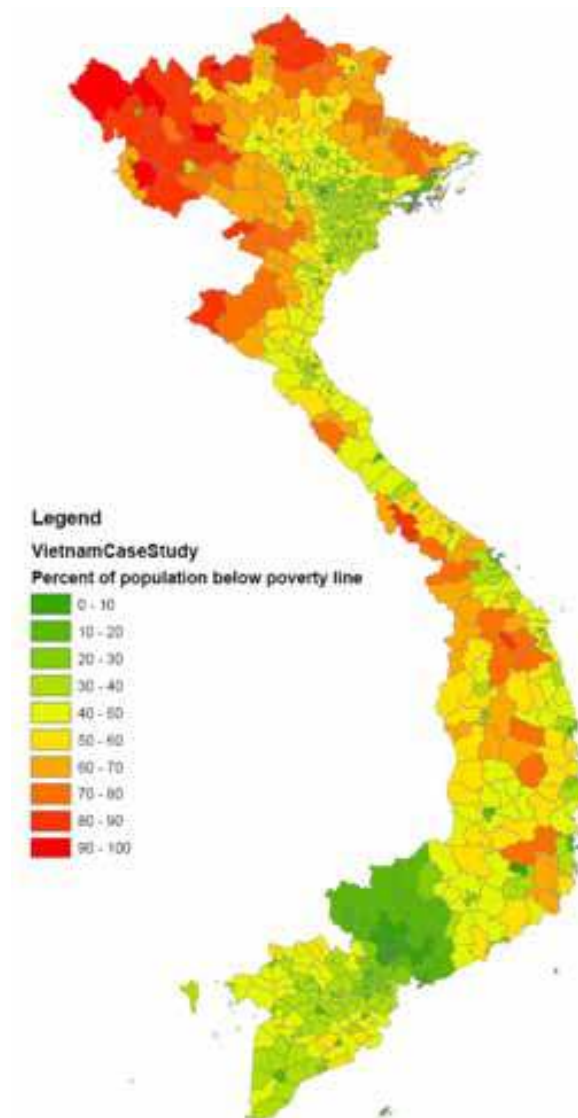 Legend
VietnamCaseStudy
Percent of population below poverty line
0 - 10
10 - 20
20 - 30
30 - 40
40 - 50
50 - 60
60 - 70
70 - 80
80 - 90
90 - 100